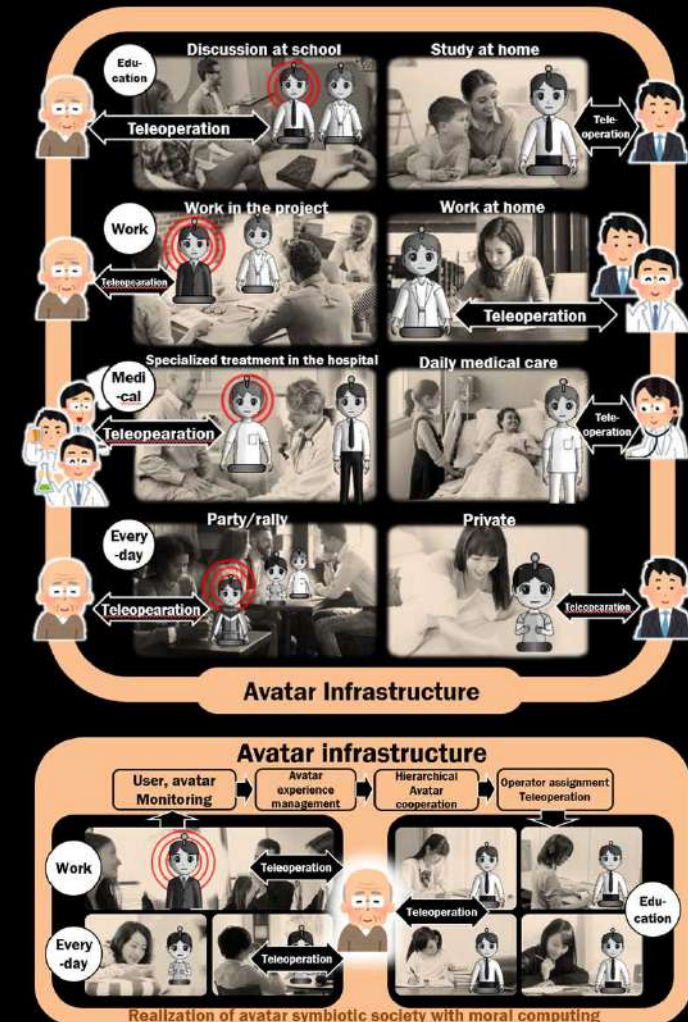 Discussion at school
Study at home
Edu-
cation
Teleoperation
Tele-
operation
Work in the project
Work at home
Work
Teleopearation
Teleoperation
Specialized treatment in the hospital
Daily medical care
Medi
-cal
Teleopearation
Tele-
operation
Party/rally
Private
Every
-day
Teleopearation
Teleopearation
Avatar Infrastructure
Avatar infrastructure
User, avatar
Monitoring
Avatar
experience
management
Hierarchical
Avatar
cooperation
Operator assignment
Teleoperation
Work
Teleoperation
Teleoperation
Edu-
cation
Every
-day
Teleoperation
Realization of avatar symbiotic society with moral computing